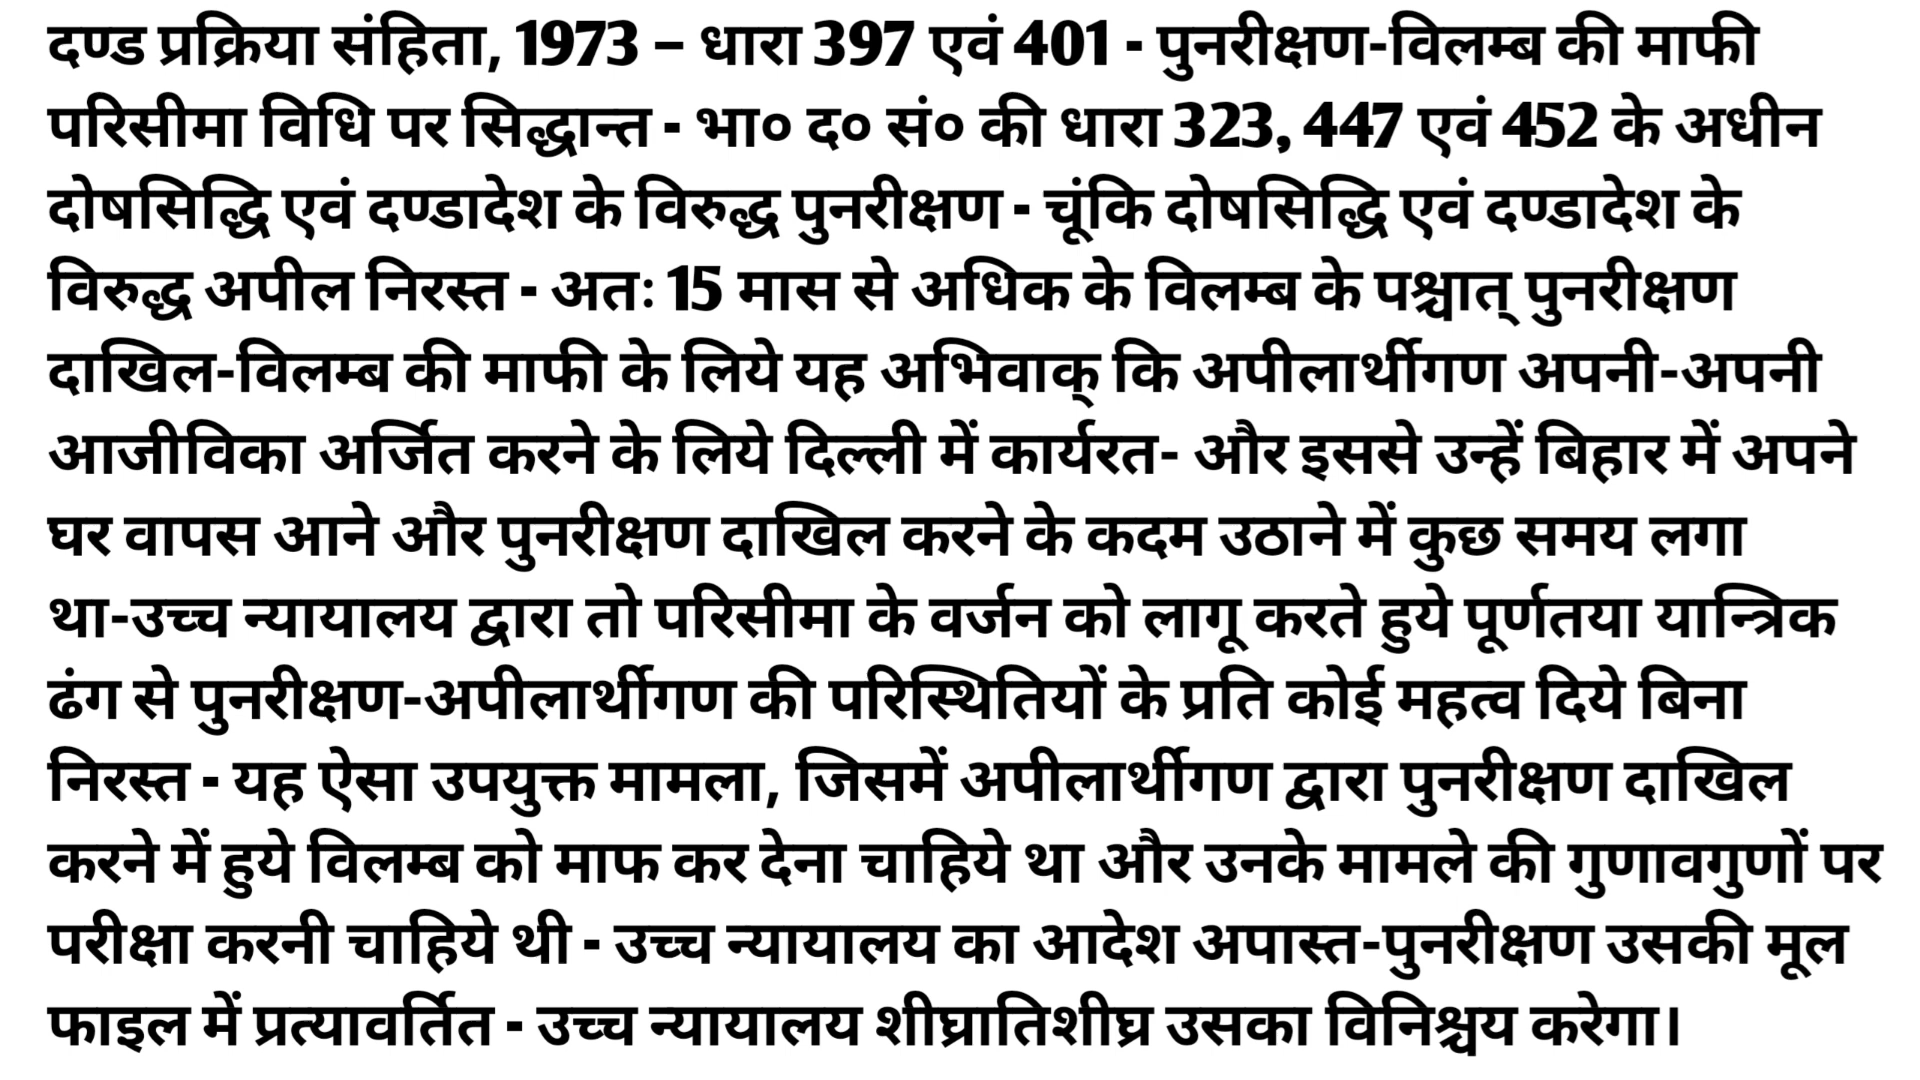 दण्ड प्रक्रिया संहिता, 1973 – धारा 397 एवं 401 - पुनरीक्षण-विलम्ब की माफी
परिसीमा विधि पर सिद्धान्त - भा० द० सं० की धारा 323, 447 एवं 452 के अधीन
दोषसिद्धि एवं दण्डादेश के विरुद्ध पुनरीक्षण - चूंकि दोषसिद्धि एवं दण्डादेश के
विरुद्ध अपील निरस्त - अतः 15 मास से अधिक के विलम्ब के पश्चात् पुनरीक्षण
दाखिल-विलम्ब की माफी के लिये यह अभिवाक् कि अपीलार्थीगण अपनी-अपनी
आजीविका अर्जित करने के लिये दिल्ली में कार्यरत- और इससे उन्हें बिहार में अपने
घर वापस आने और पुनरीक्षण दाखिल करने के कदम उठाने में कुछ समय लगा
था-उच्च न्यायालय द्वारा तो परिसीमा के वर्जन को लागू करते हुये पूर्णतया यान्त्रिक
ढंग से पुनरीक्षण-अपीलार्थीगण की परिस्थितियों के प्रति कोई महत्व दिये बिना
निरस्त - यह ऐसा उपयुक्त मामला, जिसमें अपीलार्थीगण द्वारा पुनरीक्षण दाखिल
करने में हुये विलम्ब को माफ कर देना चाहिये था और उनके मामले की गुणावगुणों पर
परीक्षा करनी चाहिये थी - उच्च न्यायालय का आदेश अपास्त-पुनरीक्षण उसकी मूल
फाइल में प्रत्यावर्तित - उच्च न्यायालय शीघ्रातिशीघ्र उसका विनिश्चय करेगा।